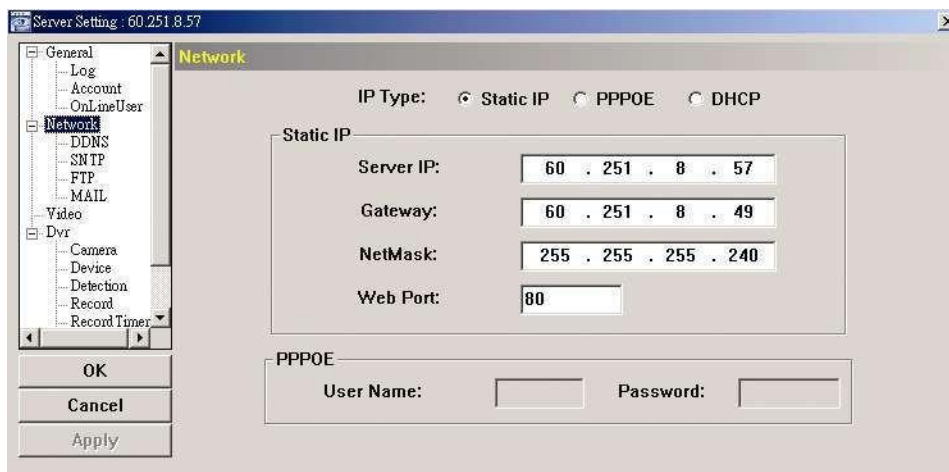 Server Setting : 60.251.8.57
General
Log
Account
OnLineUser
Network
DDNS
SNTP
FTP
MAIL
Video
Dvr
Camera
Device
Detection
Record
Record Timer
OK
Cancel
Apply
Network
IP Type: Static IP PPPOE DHCP
Static IP
Server IP: 60 . 251 . 8 . 57
Gateway: 60 . 251 . 8 . 49
NetMask: 255 . 255 . 255 . 240
Web Port: 80
PPPOE
User Name: Password: